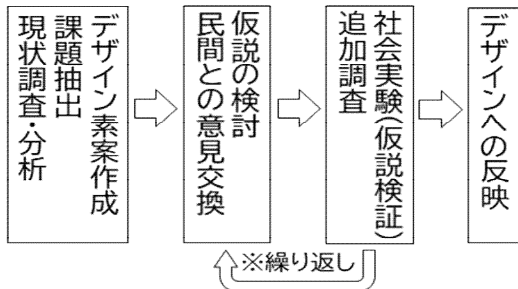 デザイン素案作成
課題抽出
現状調査・分析
仮説の検討
民間との意見交換
社会実験(仮説検証)
追加調査
デザインへの反映
※繰り返し